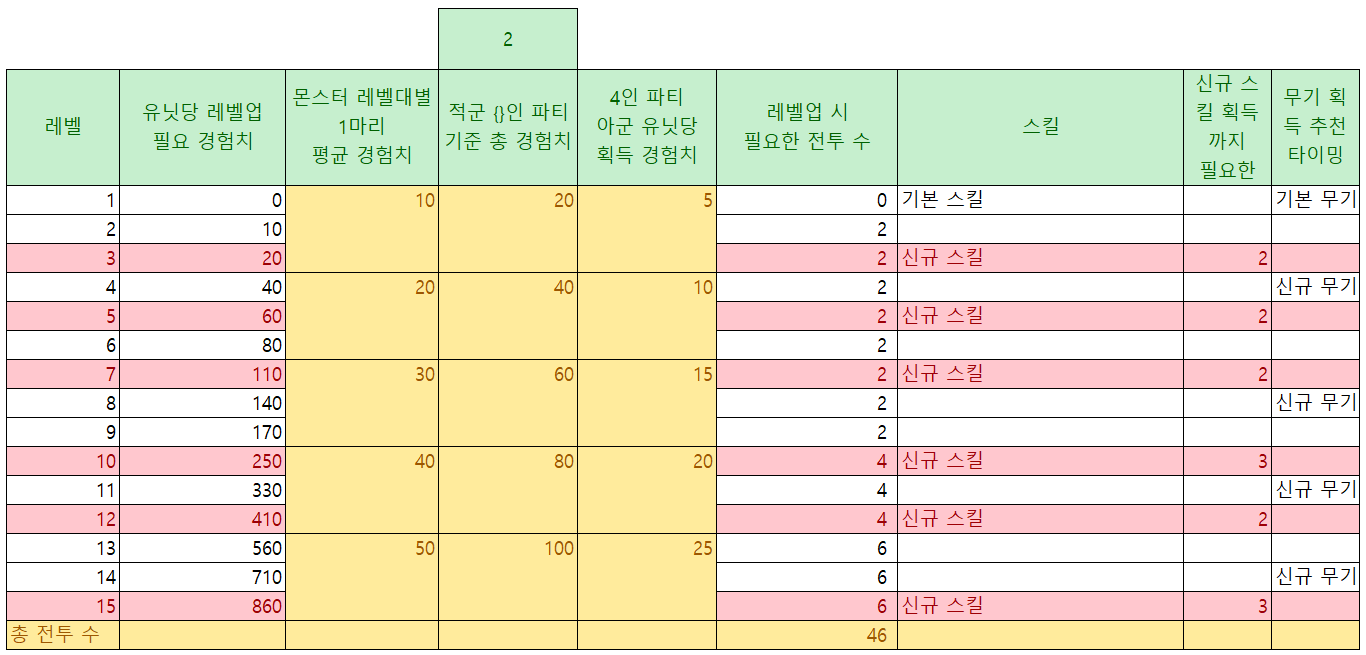 2
레벨
유닛당 레벨업
필요 경험치
몬스터 레벨대별
1마리
평균 경험치
적군 {}인 파티
기준 총 경험치
4인 파티
아군 유닛당
획득 경험치
레벨업 시
필요한 전투 수
스킬
신규 스
킬 획득
까지
필요한
무기 획
득 추천
타이밍
1 0 10 20 5 0 기본 스킬 기본 무기
2 10 2
3 20 2 신규 스킬 2
4 40 20 40 10 2 신규 무기
5 60 2 신규 스킬 2
6 80 2
7 110 30 60 15 2 신규 스킬 2
8 140 2 신규 무기
9 170 2
10 250 40 80 20 4 신규 스킬 3
11 330 4 신규 무기
12 410 4 신규 스킬 2
13 560 50 100 25 6
14 710 6 신규 무기
15 860 6 신규 스킬 3
총 전투 수 46